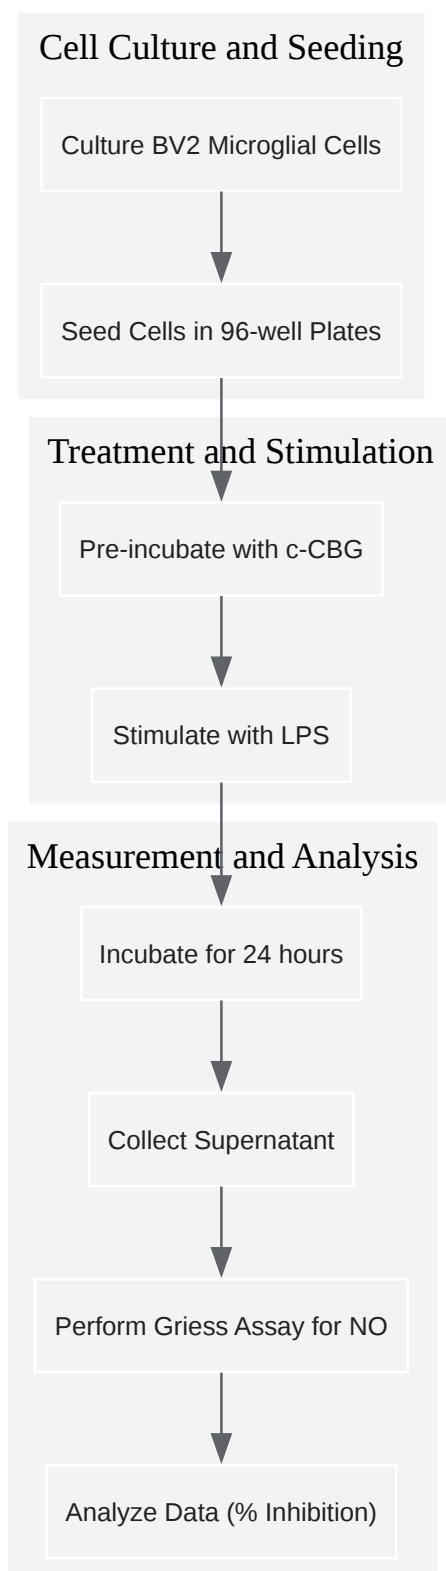 Cell Culture and Seeding
Culture BV2 Microglial Cells
Seed Cells in 96-well Plates
Treatment and Stimulation
Pre-incubate with c-CBG
Stimulate with LPS
Measurement and Analysis
Incubate for 24 hours
Collect Supernatant
Perform Griess Assay for NO
Analyze Data (% Inhibition)